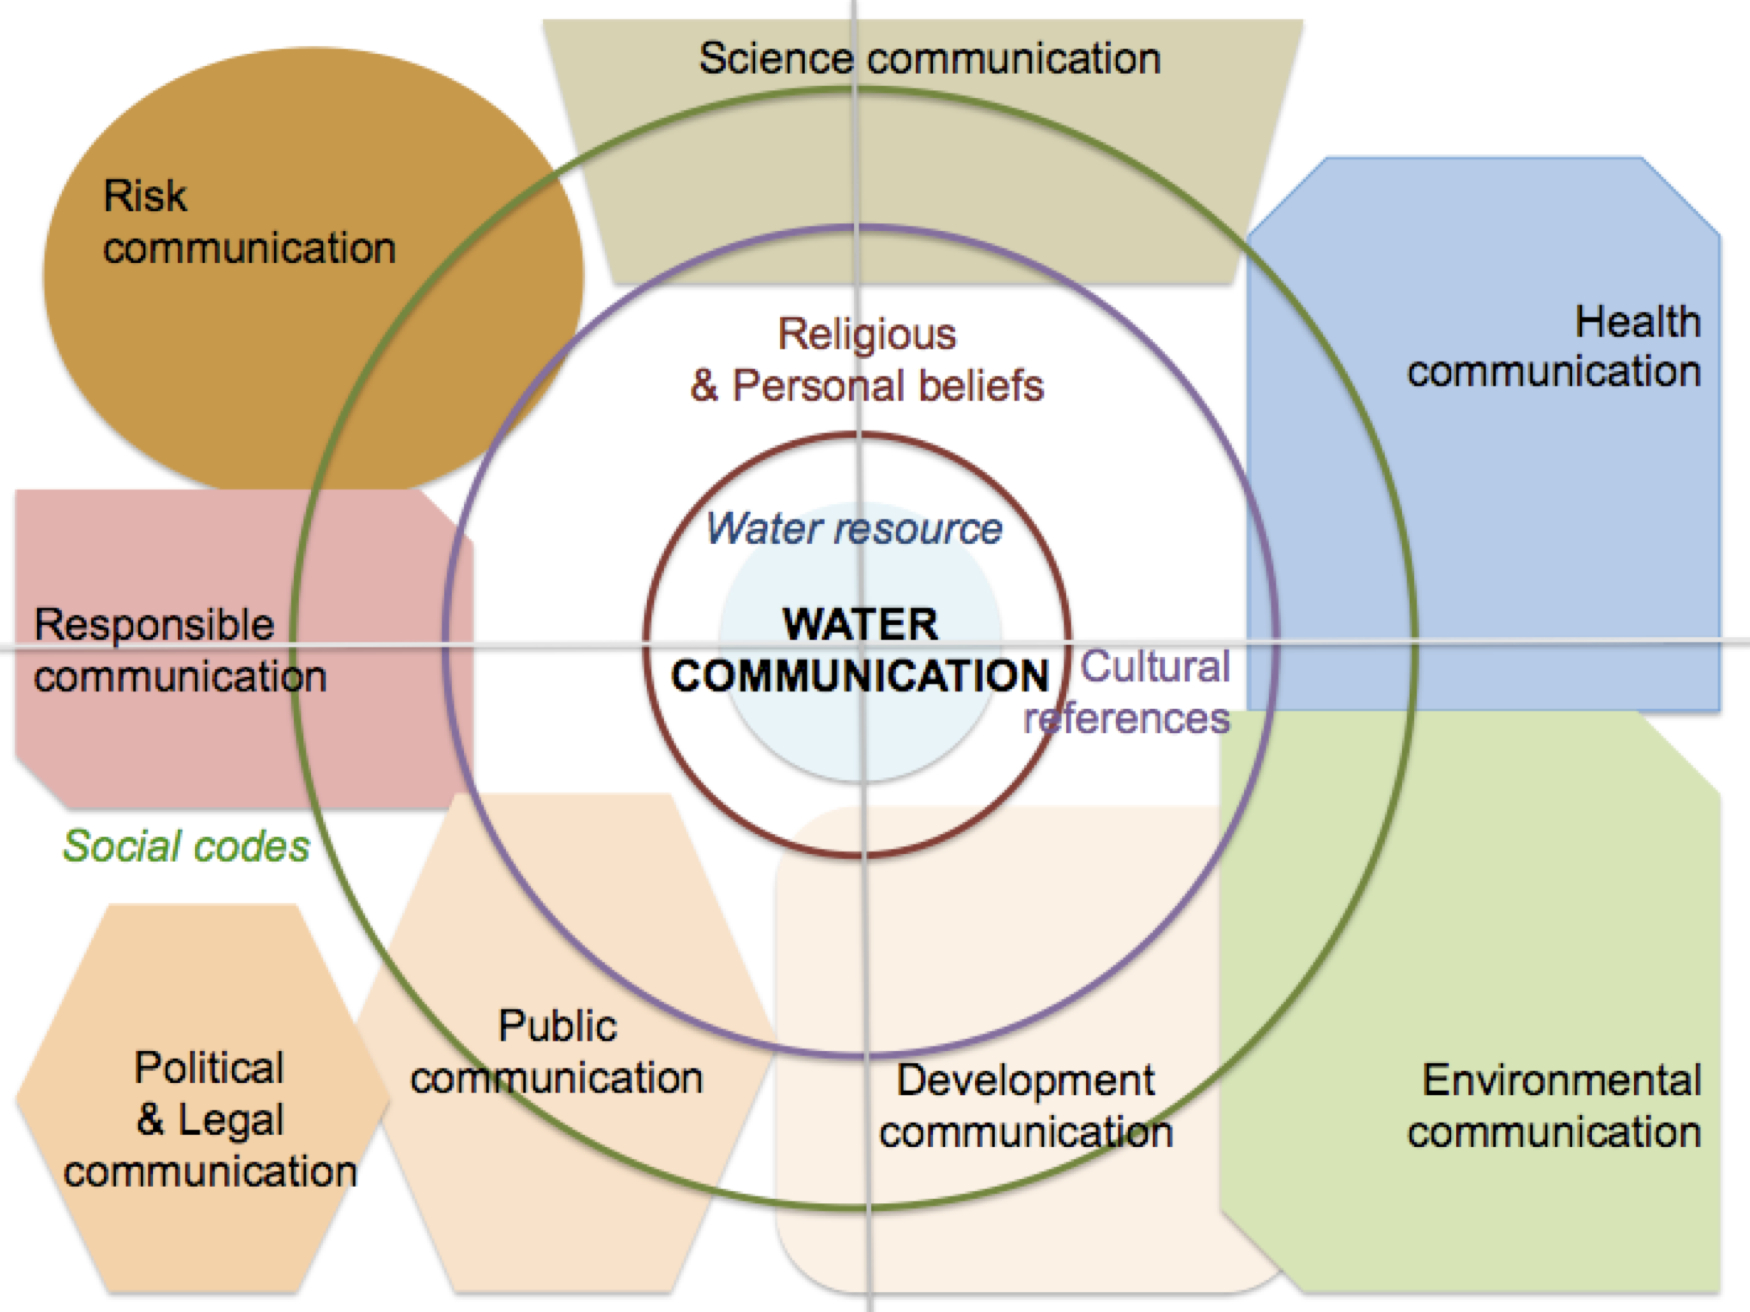 Science communication
Risk
communication
Health
communication
Religious
& Personal beliefs
Water resource
WATER
COMMUNICATION
Responsible
communication
Cultural
references
Social codes
Public
communication
Political
& Legal
communication
Development
communication
Environmental
communication